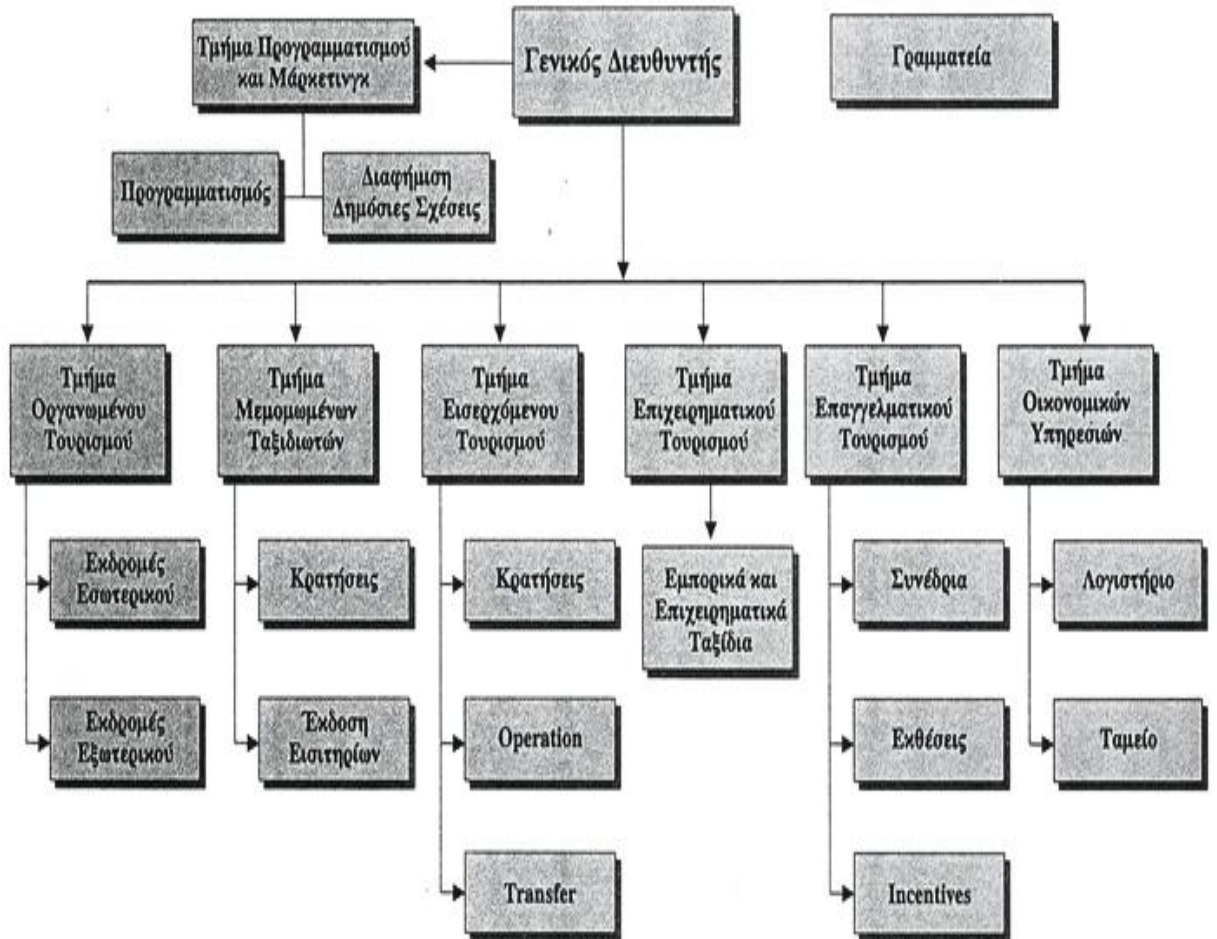 Τμήμα Προγραμματισμού
και Μάρκετινγκ
Γενικός Διευθυντής
Γραμματεία
Προγραμματισμός
Διαφήμιση
Δημόσιες Σχέσεις
Τμήμα
Οργανωμένου
Τουρισμού
Τμήμα
Μεμομωμένων
Ταξιδιωτών
Τμήμα
Εισερχόμενου
Τουρισμού
Τμήμα
Επιχειρηματικού
Τουρισμού
Τμήμα
Επαγγελματικού
Τουρισμού
Τμήμα
Οικονομικών
Υπηρεσιών
Εκδρομές
Εσωτερικού
Κρατήσεις
Κρατήσεις
Εμπορικά και
Επιχειρηματικά
Ταξίδια
Συνέδρια
Λογιστήριο
Εκδρομές
Εξωτερικού
Έκδοση
Εισιτηρίων
Operation
Εκθέσεις
Ταμείο
Transfer
Incentives